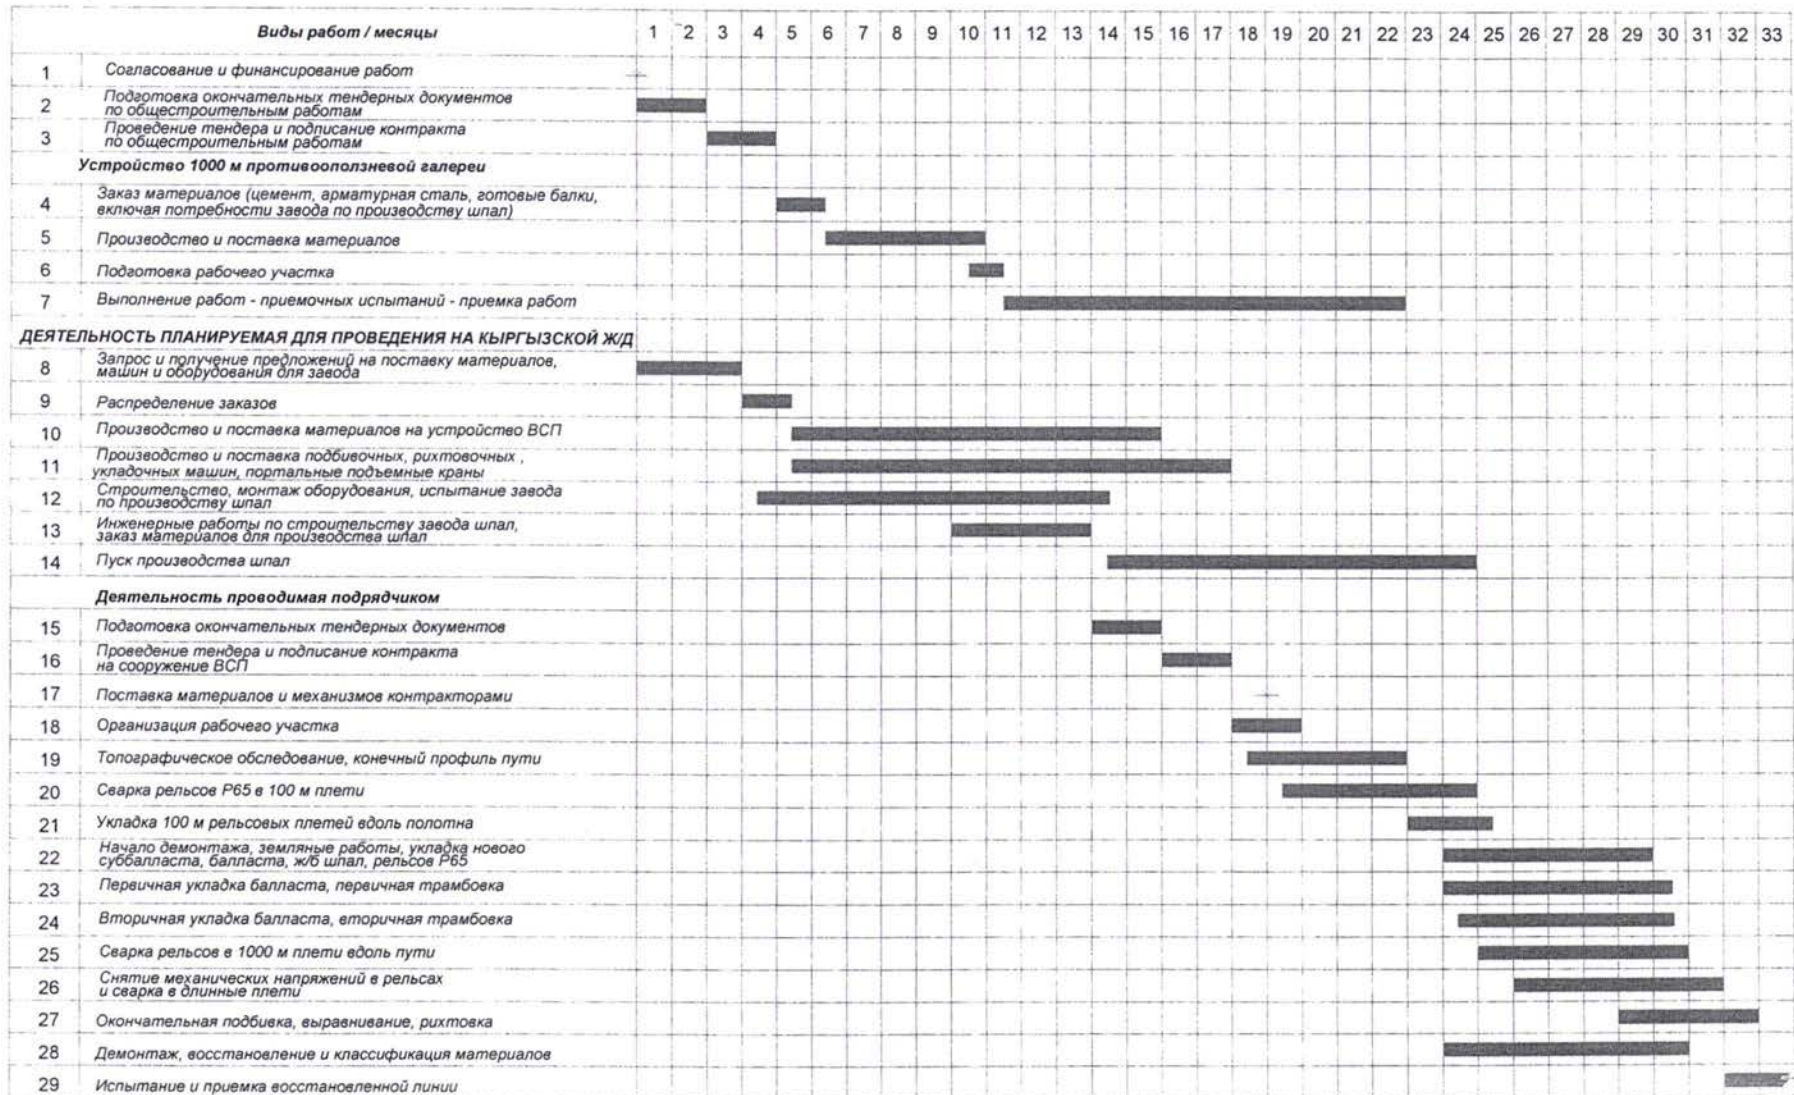 Виды работ / месяцы 1 2 3 4 5 6 7 8 9 10 11 12 13 14 15 16 17 18 19 20 21 22 23 24 25 26 27 28 29 30 31 32 33
1 Согласование и финансирование работ
2 Подготовка окончательных тендерных документов
по общестроительным работам
3 Проведение тендера и подписание контракта
по общестроительным работам
Устройство 1000 м противооползневой галереи
4 Заказ материалов (цемент, арматурная сталь, готовые балки,
включая потребности завода по производству шпал)
5 Производство и поставка материалов
6 Подготовка рабочего участка
7 Выполнение работ - приемочных испытаний - приемка работ
ДЕЯТЕЛЬНОСТЬ ПЛАНИРУЕМАЯ ДЛЯ ПРОВЕДЕНИЯ НА КЫРГЫЗСКОЙ Ж/Д
8 Запрос и получение предложений на поставку материалов,
машин и оборудования для завода
9 Распределение заказов
10 Производство и поставка материалов на устройство ВСП
11 Производство и поставка подбивочных, рихтовочных ,
укладочных машин, портальные подъемные краны
12 Строительство, монтаж оборудования, испытание завода
по производству шпал
13 Инженерные работы по строительству завода шпал,
заказ материалов для производства шпал
14 Пуск производства шпал
Деятельность проводимая подрядчиком
15 Подготовка окончательных тендерных документов
16 Проведение тендера и подписание контракта
на сооружение ВСП
17 Поставка материалов и механизмов контракторами
18 Организация рабочего участка
19 Топографическое обследование, конечный профиль пути
20 Сварка рельсов Р65 в 100 м плети
21 Укладка 100 м рельсовых плетей вдоль полотна
22 Начало демонтажа, земляные работы, укладка нового
суббалласта, балласта, ж/б шпал, рельсов Р65
23 Первичная укладка балласта, первичная трамбовка
24 Вторичная укладка балласта, вторичная трамбовка
25 Сварка рельсов в 1000 м плети вдоль пути
26 Снятие механических напряжений в рельсах
и сварка в длинные плети
27 Окончательная подбивка, выравнивание, рихтовка
28 Демонтаж, восстановление и классификация материалов
29 Испытание и приемка восстановленной линии